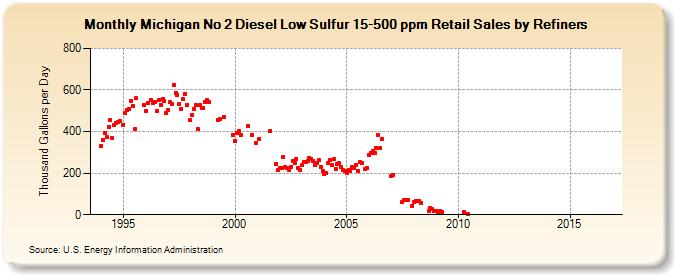 Monthly Michigan No 2 Diesel Low Sulfur 15-500 ppm Retail Sales by Refiners
Thousand Gallons per Day
800
600
400
200
0
1995 2000 2005 2010 2015
Source: U.S. Energy Information Administration